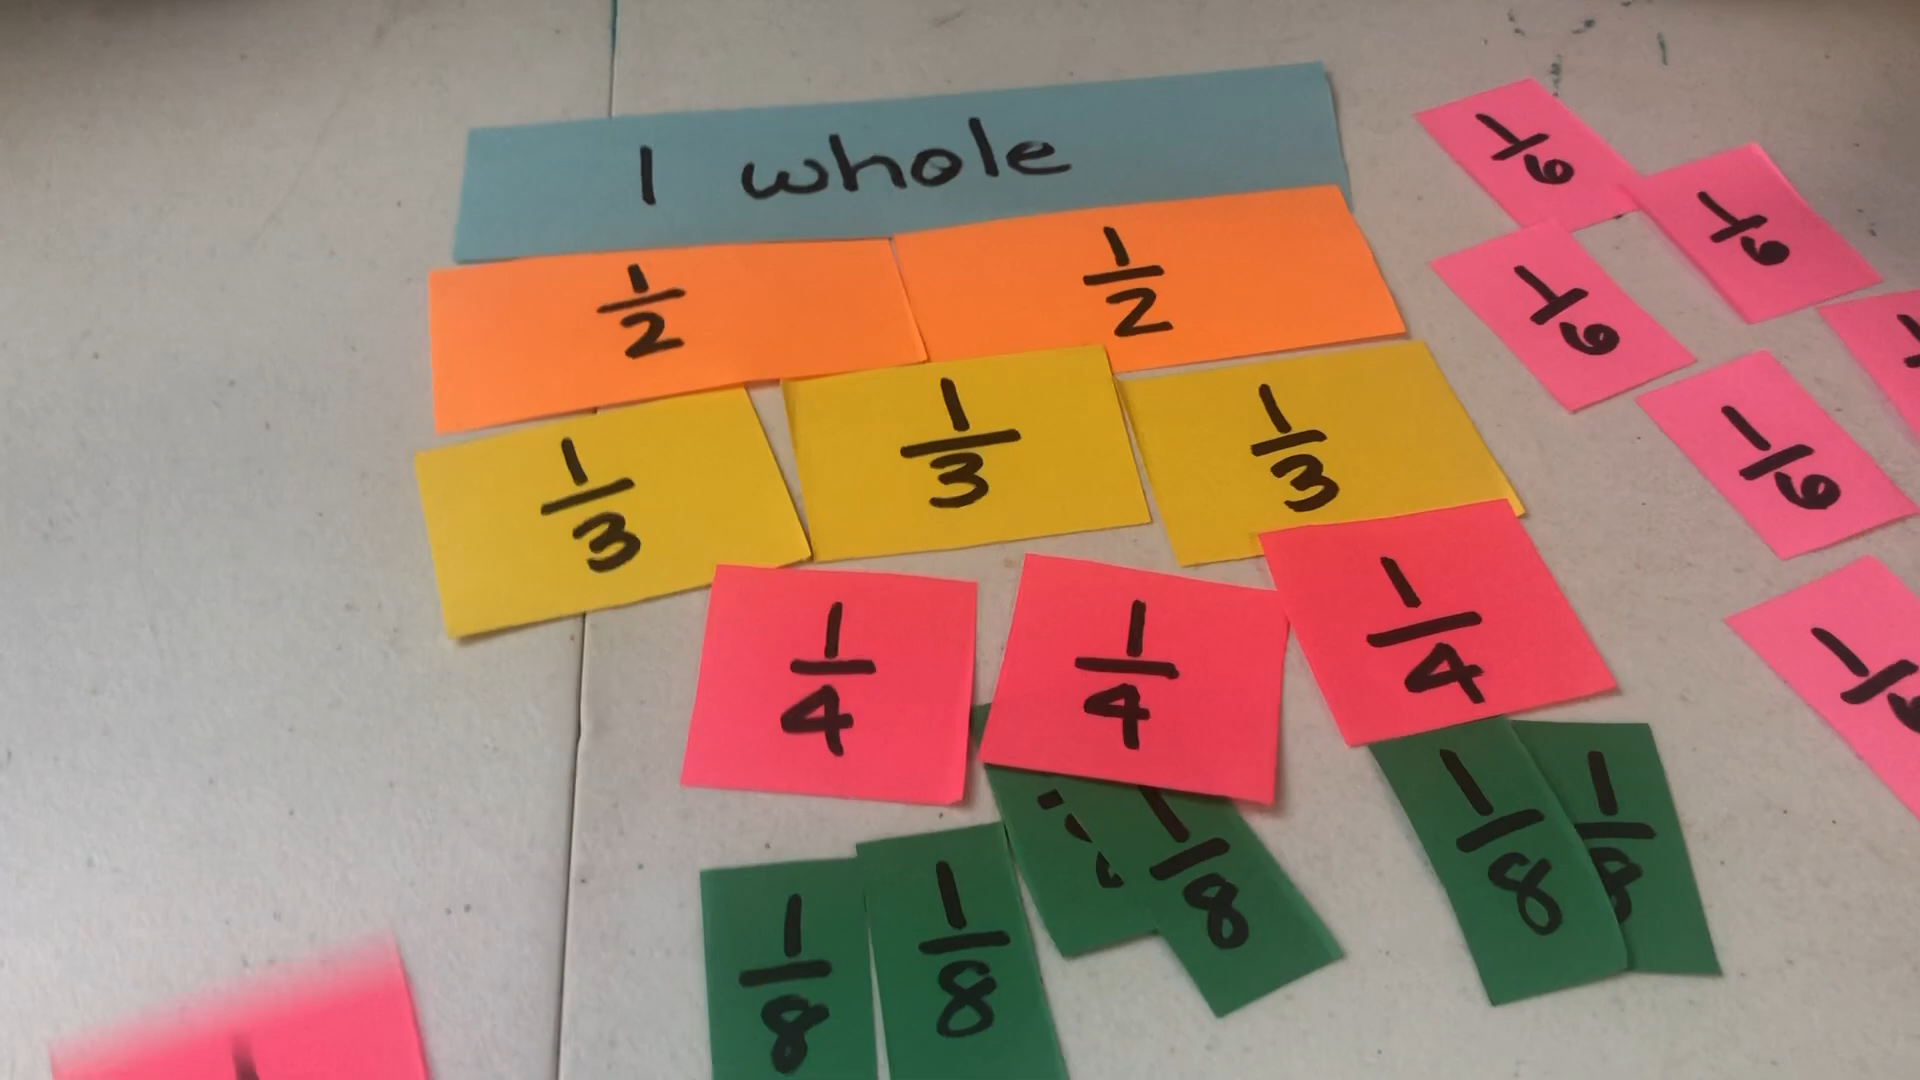 1 whole
1/2 1/2
1/3 1/3 1/3
1/4 1/4 1/4
1/8 1/8 1/8 1/8 1/8
1/6
1/6
1/6
1/6